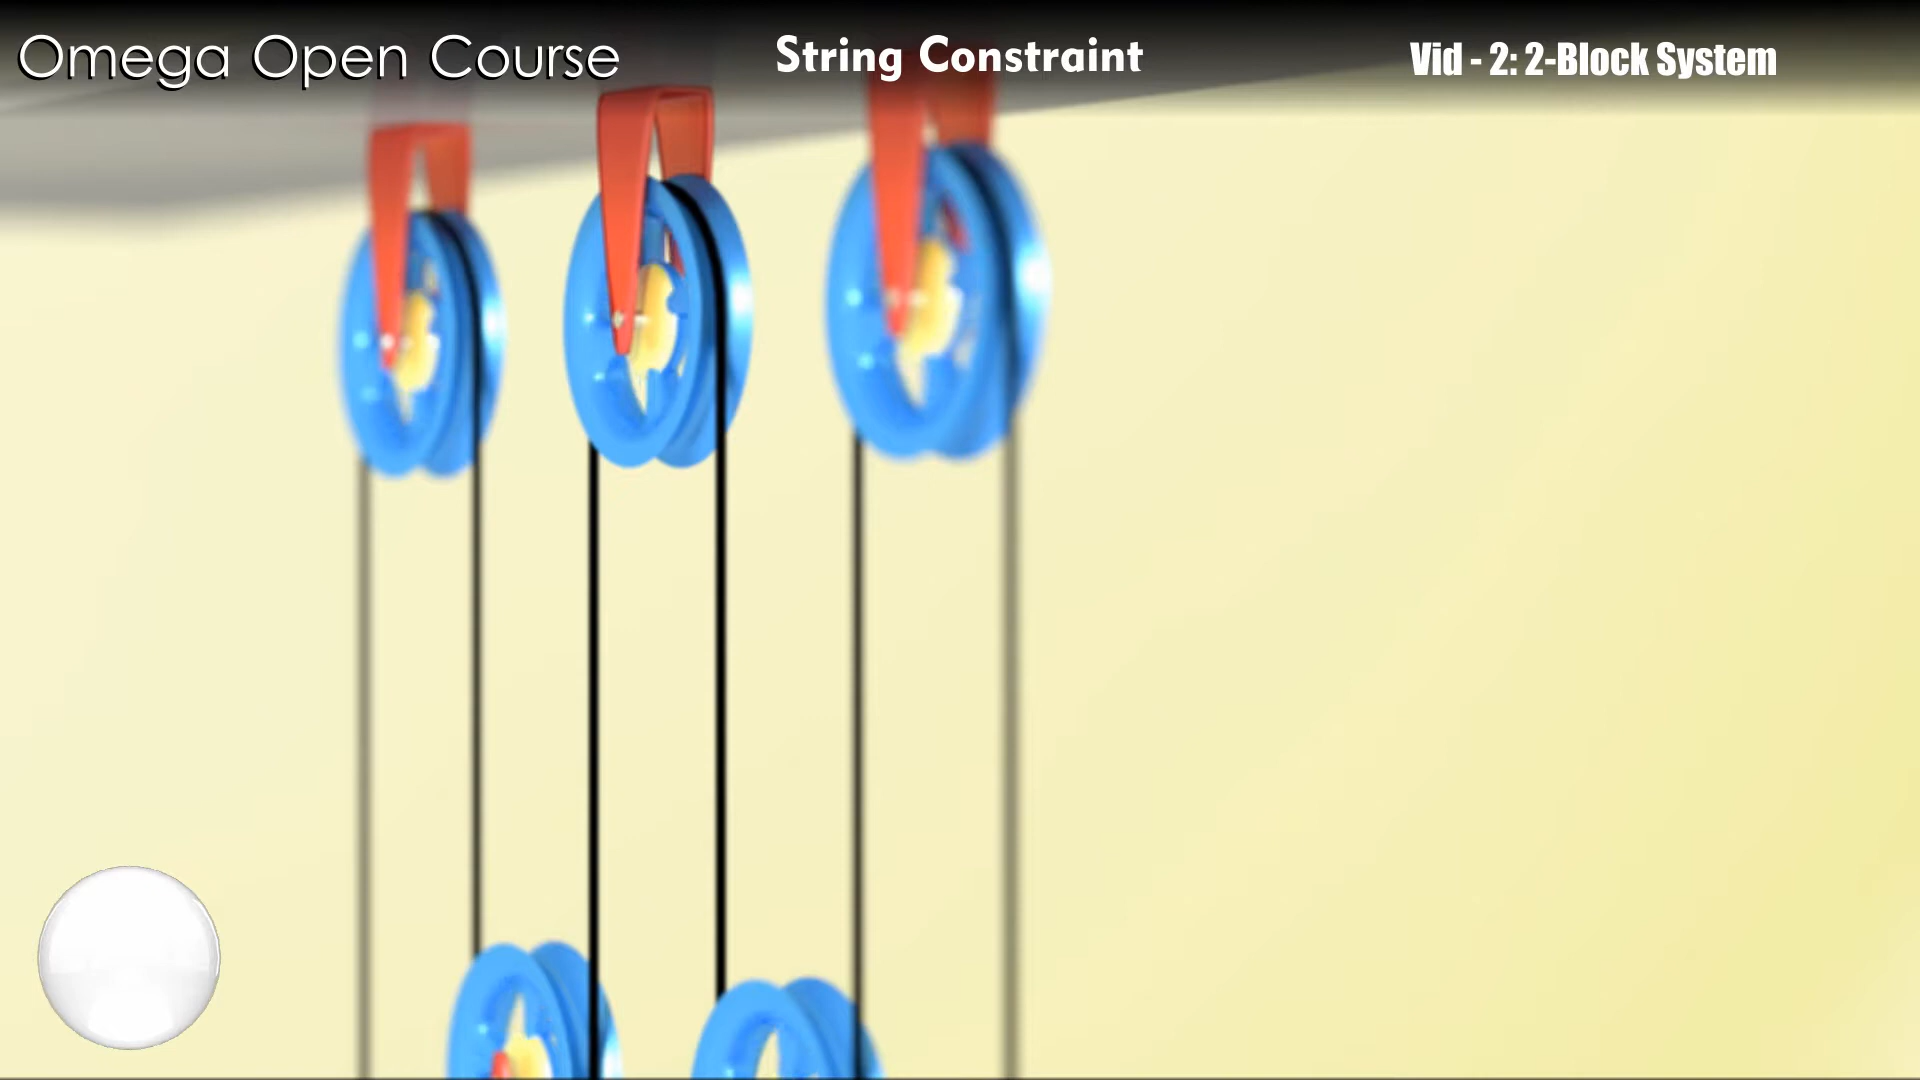 Omega Open Course
String Constraint
Vid - 2: 2-Block System